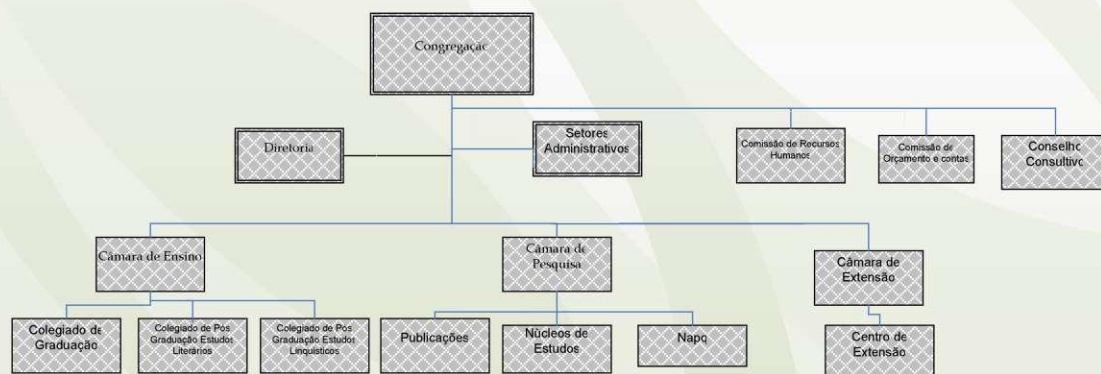 Congregação
Diretoria
Setores
Administrativos
Comissão de Recursos
Humanos
Comissão de
Orçamento e contas
Conselho
Consultivo
Câmara de Ensino
Câmara de
Pesquisa
Câmara de
Extensão
Colegiado de
Graduação
Colegiado de Pós
Graduação Estudos
Literários
Colegiado de Pós
Graduação Estudos
Linguísticos
Publicações
Núcleos de
Estudos
Napq
Centro de
Extensão